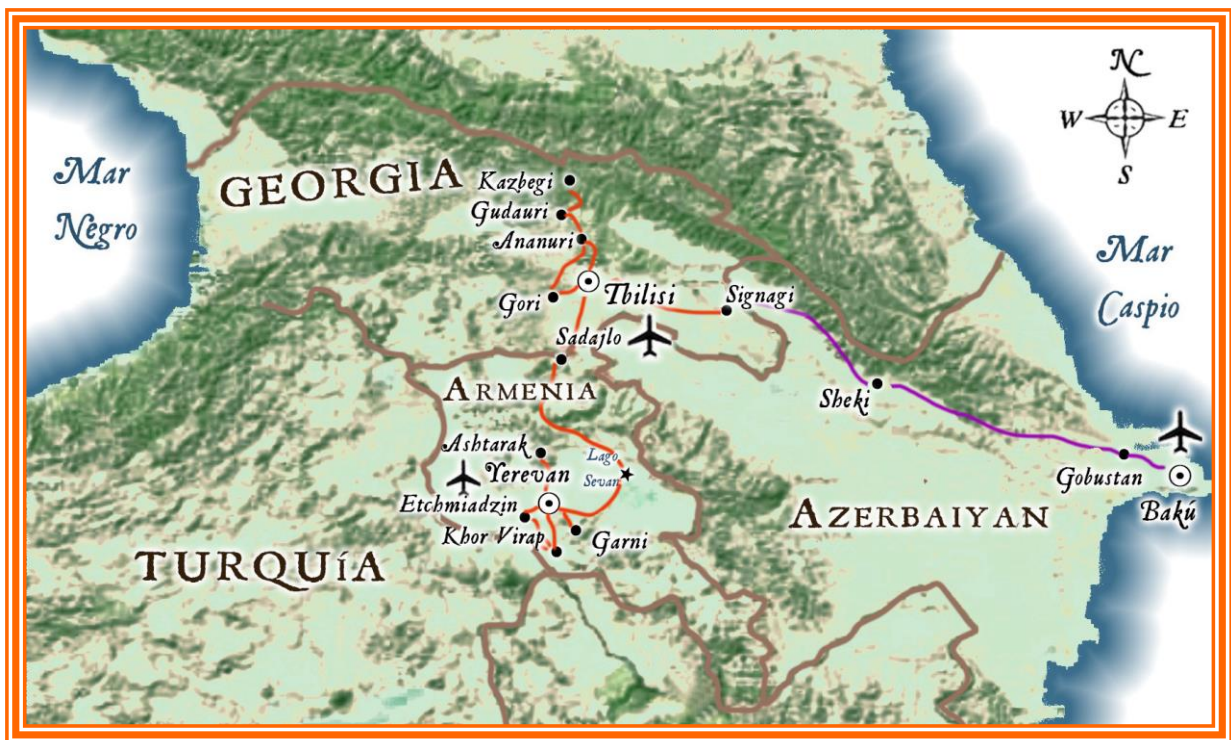 N
W E
S
Mar
Negro
GEORGIA
Kazbegi
Gudauri
Ananuri
Mar
Caspio
Gori
Tbilisi
Signagi
Sadajlo
ARMENIA
Sheki
Ashtarak
Lago
Sevan
Yerevan
Gobustan
Etchmiadzin
Bakú
AZERBAIYAN
Khor Virap
Garni
TURQUíA